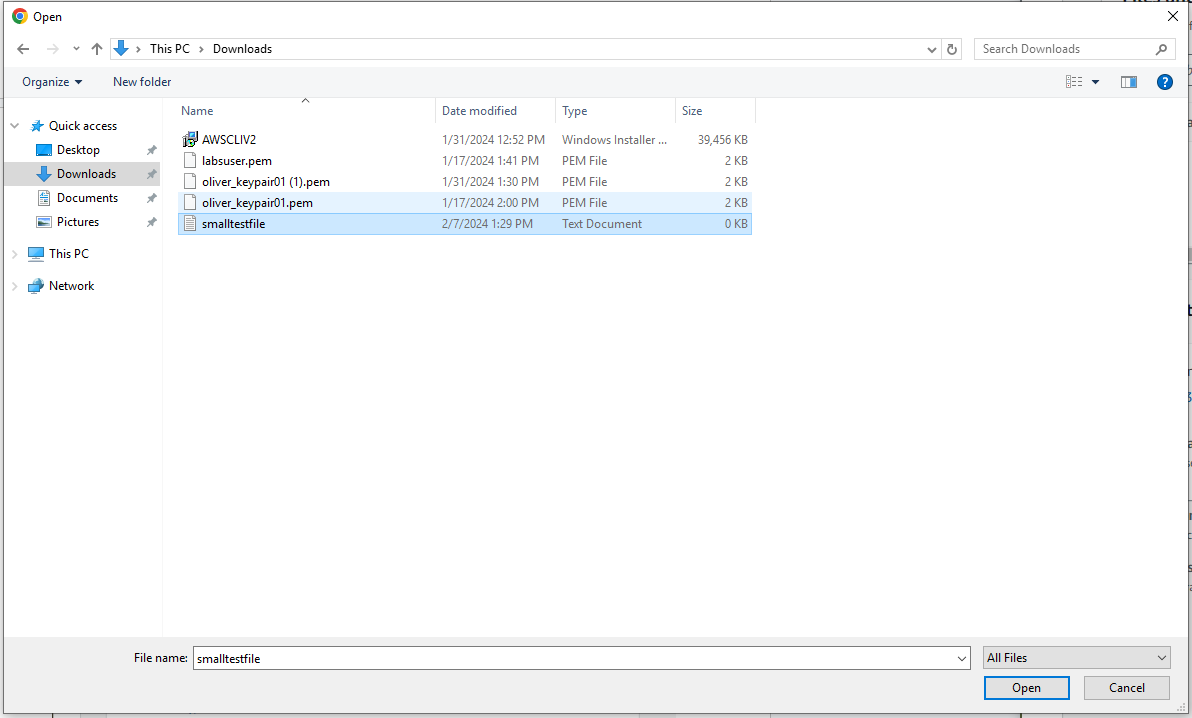 Open
This PC > Downloads
Search Downloads
Organize
New folder
?
Name
Date modified
Type
Size
Quick access
Desktop
Downloads
Documents
Pictures
This PC
Network
AWSCLIV2 1/31/2024 12:52 PM Windows Installer ... 39,456 KB
labsuser.pem 1/17/2024 1:41 PM PEM File 2 KB
oliver_keypair01 (1).pem 1/31/2024 1:30 PM PEM File 2 KB
oliver_keypair01.pem 1/17/2024 2:00 PM PEM File 2 KB
smalltestfile 2/7/2024 1:29 PM Text Document 0 KB
File name: smalltestfile
All Files
Open
Cancel